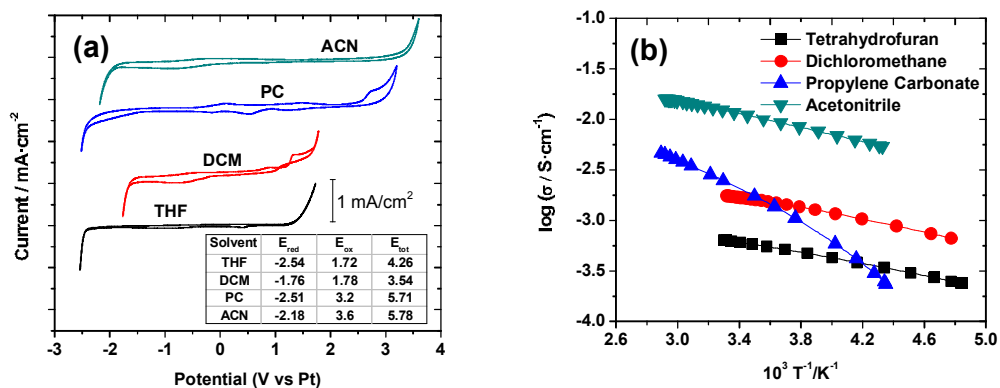 (a)
ACN
PC
DCM
THF
1 mA/cm²
Current / mA·cm⁻²
Solvent E_red E_ox E_tot
THF -2.54 1.72 4.26
DCM -1.76 1.78 3.54
PC -2.51 3.2 5.71
ACN -2.18 3.6 5.78
-3 -2 -1 0 1 2 3 4
Potential (V vs Pt)
(b)
Tetrahydrofuran
Dichloromethane
Propylene Carbonate
Acetonitrile
log (σ / S·cm⁻¹)
-1.0
-1.5
-2.0
-2.5
-3.0
-3.5
-4.0
2.6 3.0 3.4 3.8 4.2 4.6 5.0
10³ T⁻¹/K⁻¹